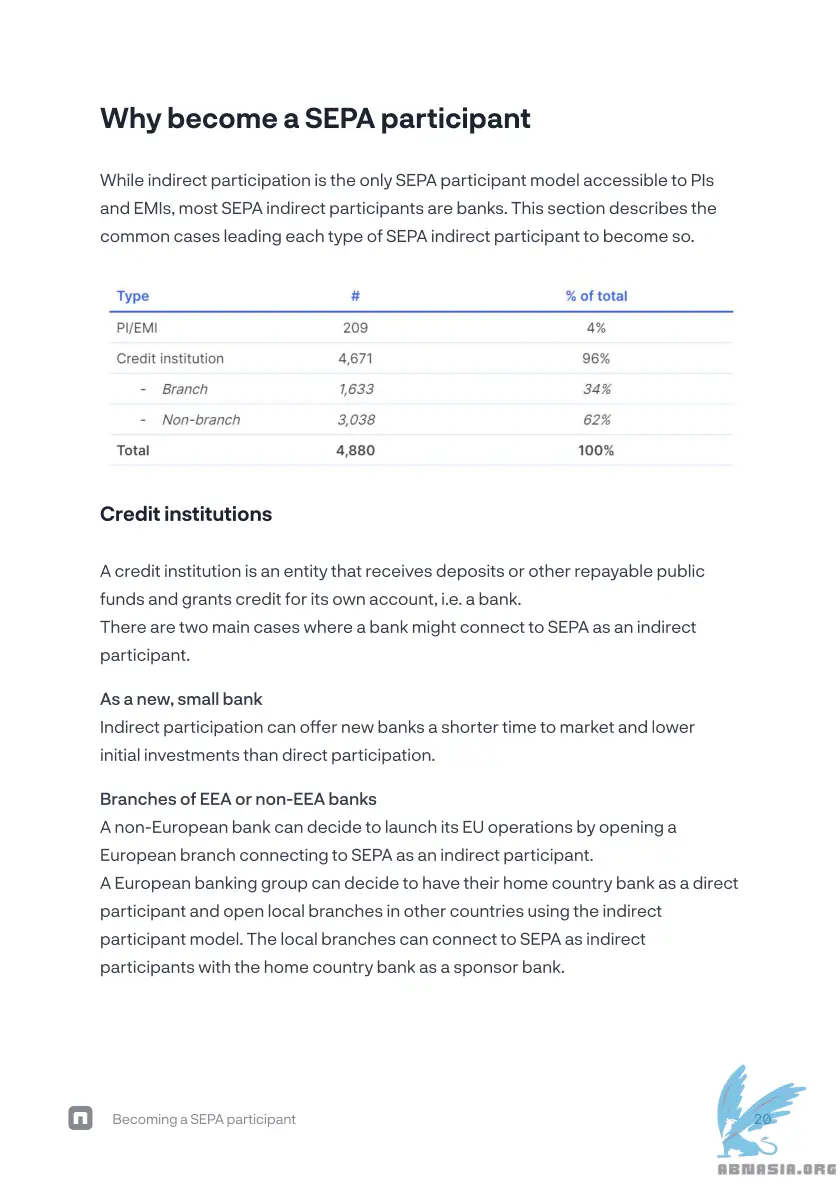 Why become a SEPA participant
While indirect participation is the only SEPA participant model accessible to PIs
and EMIs, most SEPA indirect participants are banks. This section describes the
common cases leading each type of SEPA indirect participant to become so.
Type # % of total
PI/EMI 209 4%
Credit institution 4,671 96%
- Branch 1,633 34%
- Non-branch 3,038 62%
Total 4,880 100%
Credit institutions
A credit institution is an entity that receives deposits or other repayable public
funds and grants credit for its own account, i.e. a bank.
There are two main cases where a bank might connect to SEPA as an indirect
participant.
As a new, small bank
Indirect participation can offer new banks a shorter time to market and lower
initial investments than direct participation.
Branches of EEA or non-EEA banks
A non-European bank can decide to launch its EU operations by opening a
European branch connecting to SEPA as an indirect participant.
A European banking group can decide to have their home country bank as a direct
participant and open local branches in other countries using the indirect
participant model. The local branches can connect to SEPA as indirect
participants with the home country bank as a sponsor bank.
Becoming a SEPA participant 20
ABNASIA.ORG